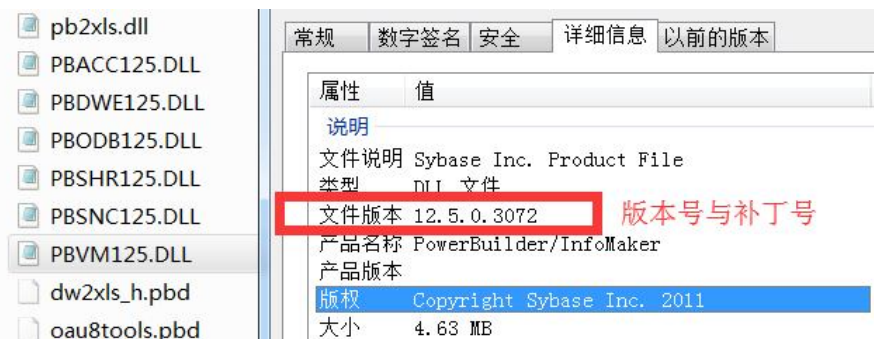 pb2xls.dll
PBACC125.DLL
PBDWE125.DLL
PBODB125.DLL
PBSHR125.DLL
PBSNC125.DLL
PBVM125.DLL
dw2xls_h.pbd
oau8tools.pbd
常规 数字签名 安全 详细信息 以前的版本
属性 值
说明
文件说明 Sybase Inc. Product File
类型 DLL 文件
文件版本 12.5.0.3072 版本号与补丁号
产品名称 PowerBuilder/InfoMaker
产品版本
版权 Copyright Sybase Inc. 2011
大小 4.63 MB